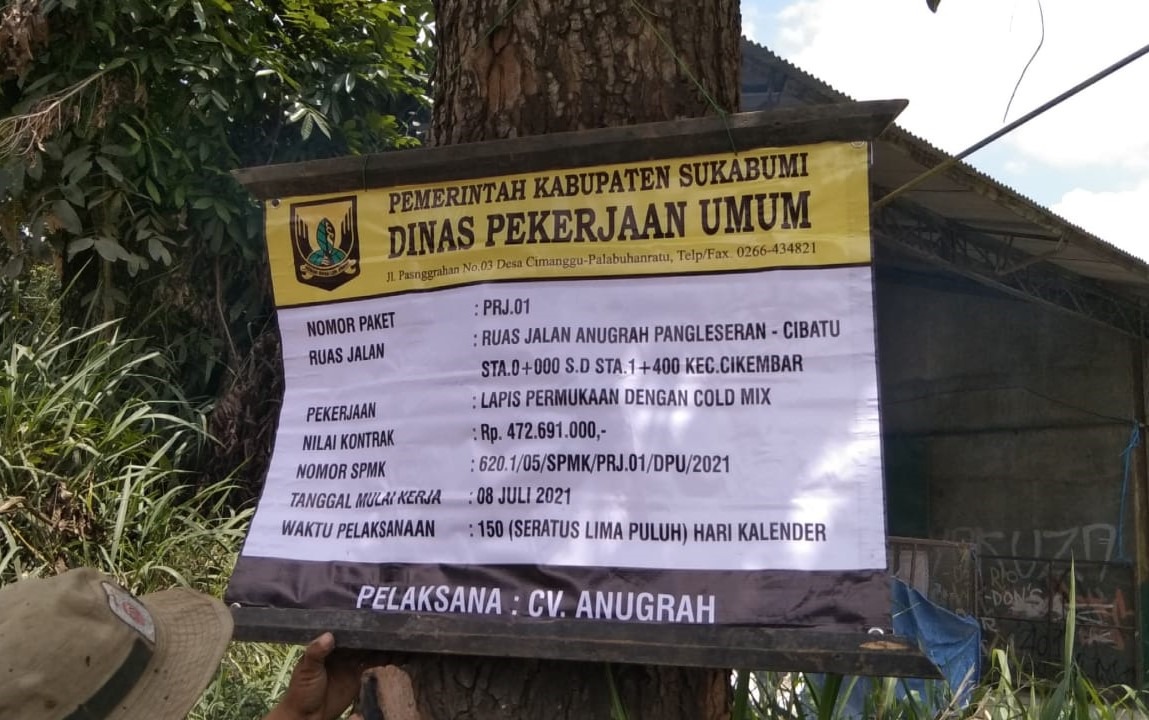 PEMERINTAH KABUPATEN SUKABUMI
DINAS PEKERJAAN UMUM
Jl. Pasnggrahan No.03 Desa Cimanggu-Palabuhanratu, Telp/Fax. 0266-434821
NOMOR PAKET : PRJ.01
RUAS JALAN : RUAS JALAN ANUGRAH PANGLESERAN - CIBATU
STA.0+000 S.D STA.1+400 KEC.CIKEMBAR
PEKERJAAN : LAPIS PERMUKAAN DENGAN COLD MIX
NILAI KONTRAK : Rp. 472.691.000,-
NOMOR SPMK : 620.1/05/SPMK/PRJ.01/DPU/2021
TANGGAL MULAI KERJA : 08 JULI 2021
WAKTU PELAKSANAAN : 150 (SERATUS LIMA PULUH) HARI KALENDER
PELAKSANA : CV. ANUGRAH